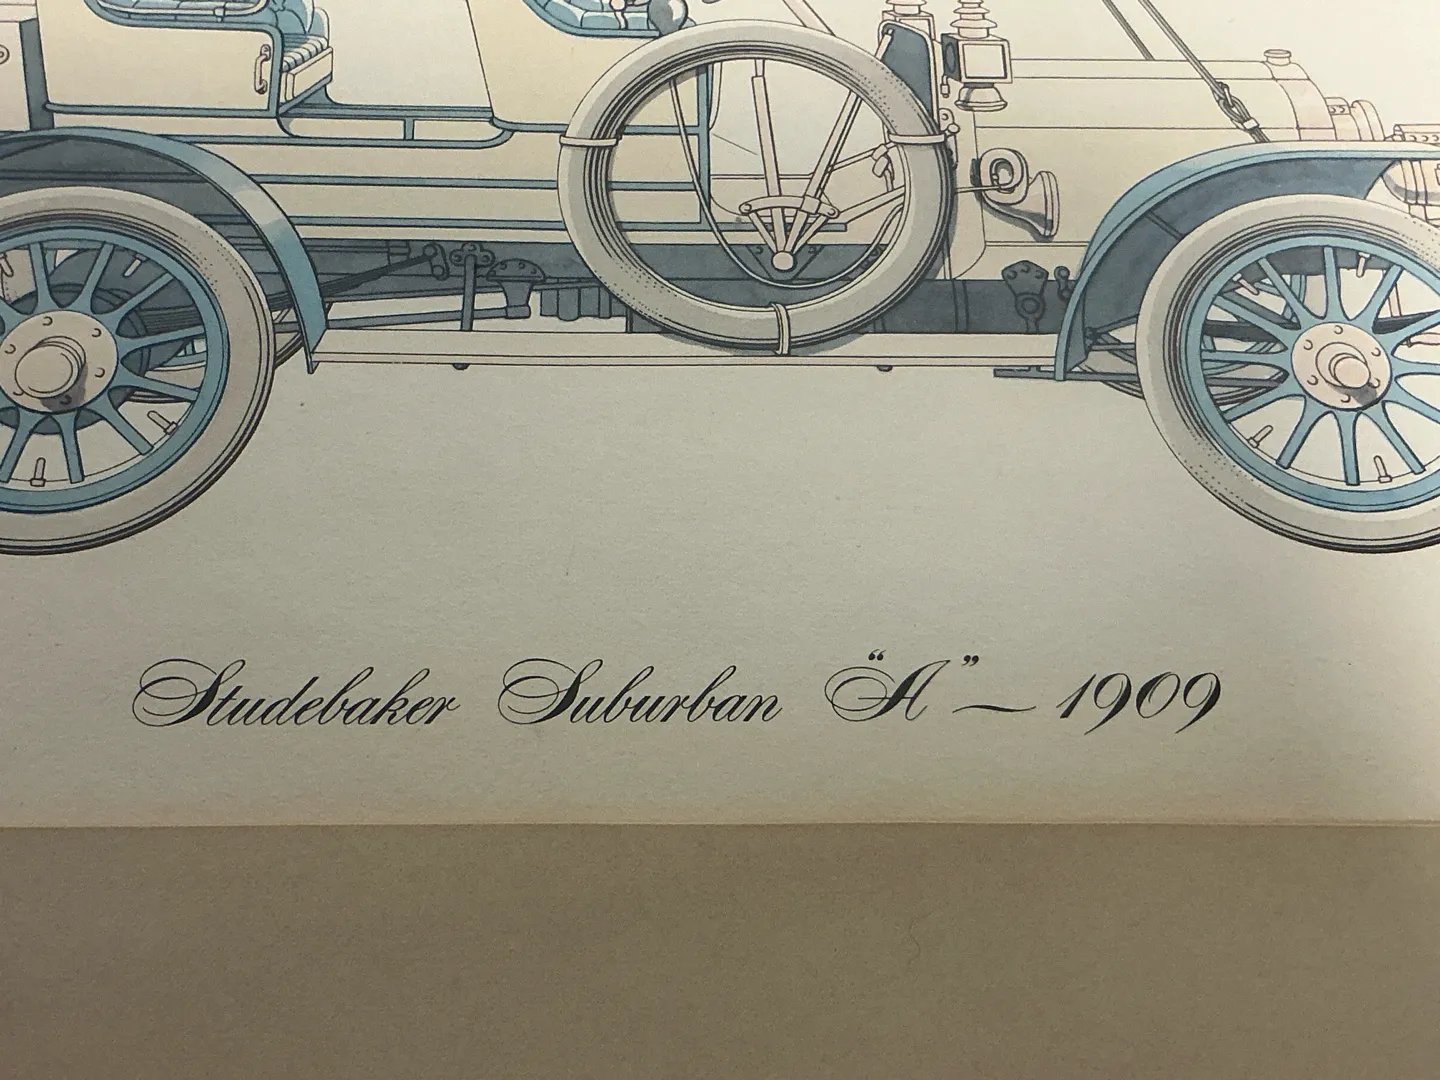 Studebaker Suburban “A” — 1909